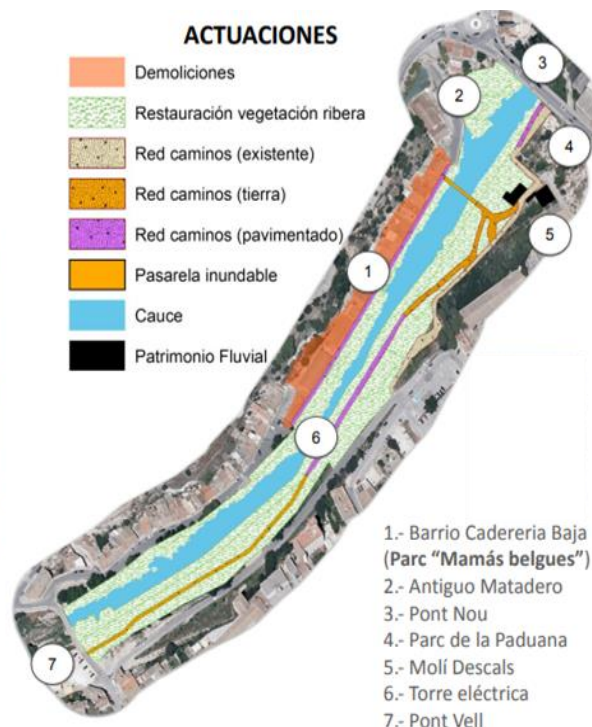 ACTUACIONES
Demoliciones
Restauración vegetación ribera
Red caminos (existente)
Red caminos (tierra)
Red caminos (pavimentado)
Pasarela inundable
Cauce
Patrimonio Fluvial
3
2
4
5
1
6
7
1.- Barrio Cadereria Baja
(Parc “Mamás belgues”)
2.- Antiguo Matadero
3.- Pont Nou
4.- Parc de la Paduana
5.- Molí Descals
6.- Torre eléctrica
7.- Pont Vell